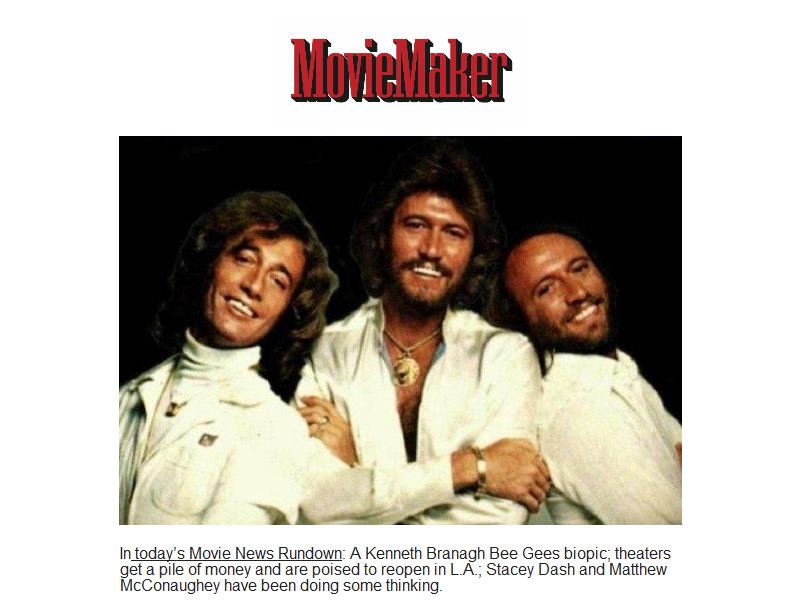 MovieMaker
In today's Movie News Rundown: A Kenneth Branagh Bee Gees biopic; theaters
get a pile of money and are poised to reopen in L.A.; Stacey Dash and Matthew
McConaughey have been doing some thinking.